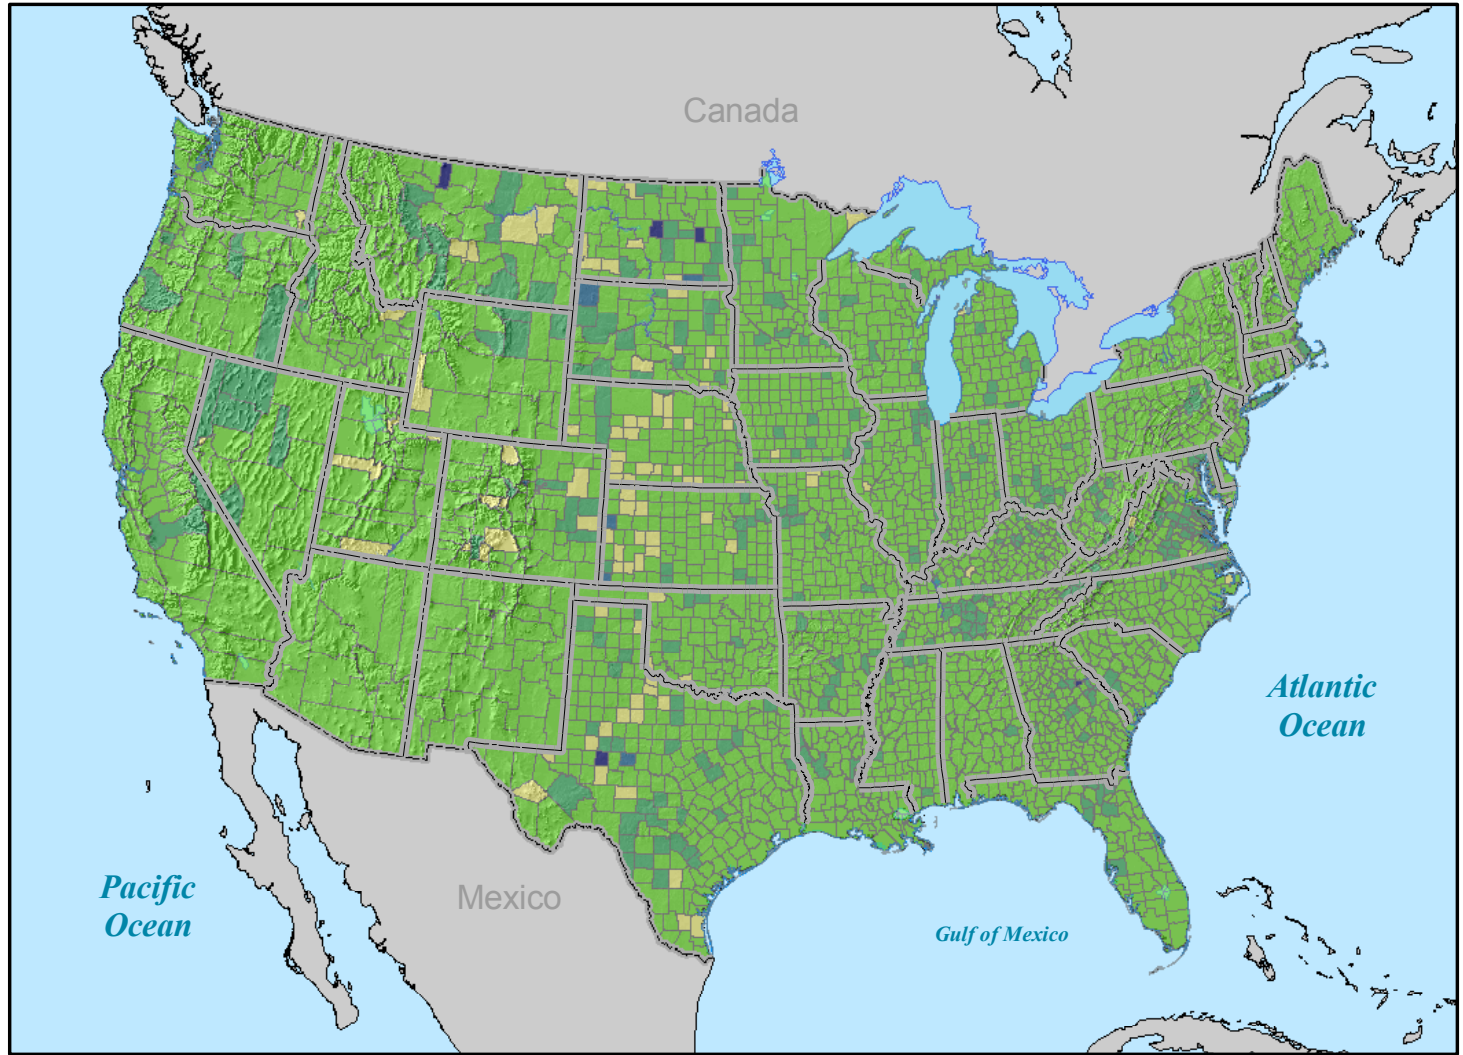 Canada
Atlantic
Ocean
Pacific
Ocean
Mexico
Gulf of Mexico